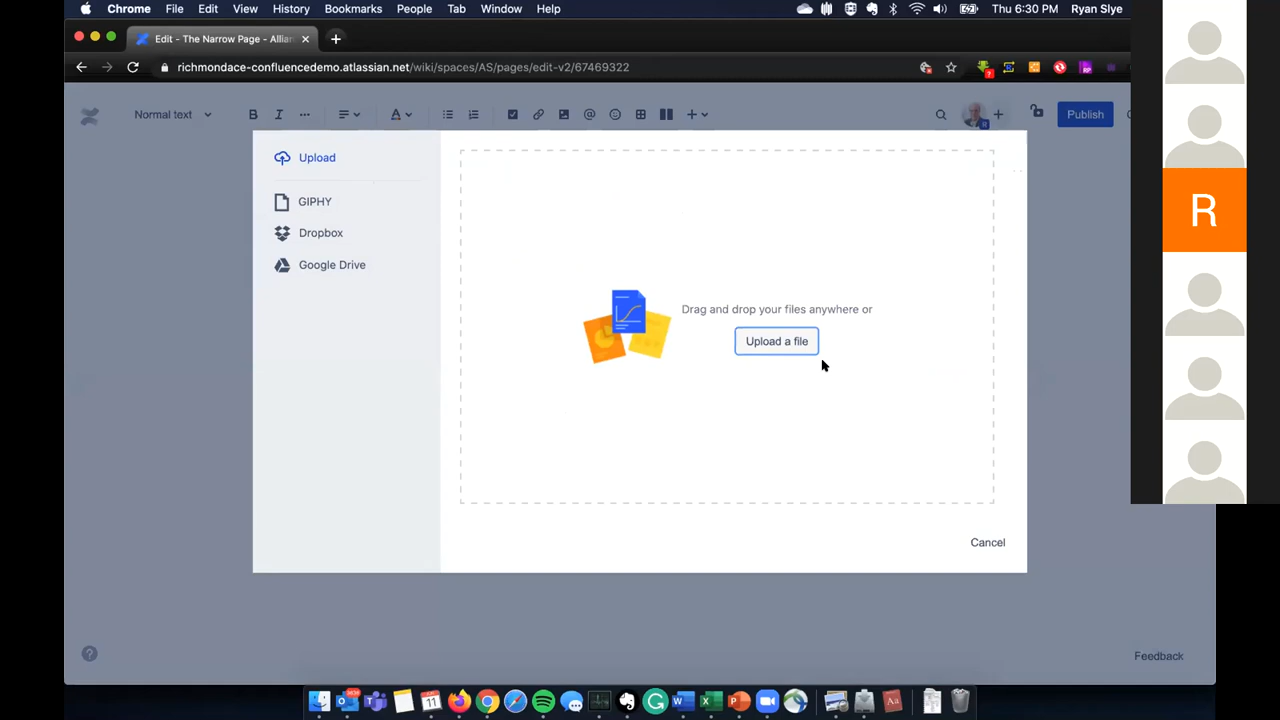 Chrome File Edit View History Bookmarks People Tab Window Help Thu 6:30 PM Ryan Slye
Edit - The Narrow Page - Allian
richmondace-confluencedemo.atlassian.net/wiki/spaces/AS/pages/edit-v2/67469322
Normal text B I A Publish
Upload
GIPHY
Dropbox
Google Drive
Drag and drop your files anywhere or
Upload a file
Cancel
Feedback
R